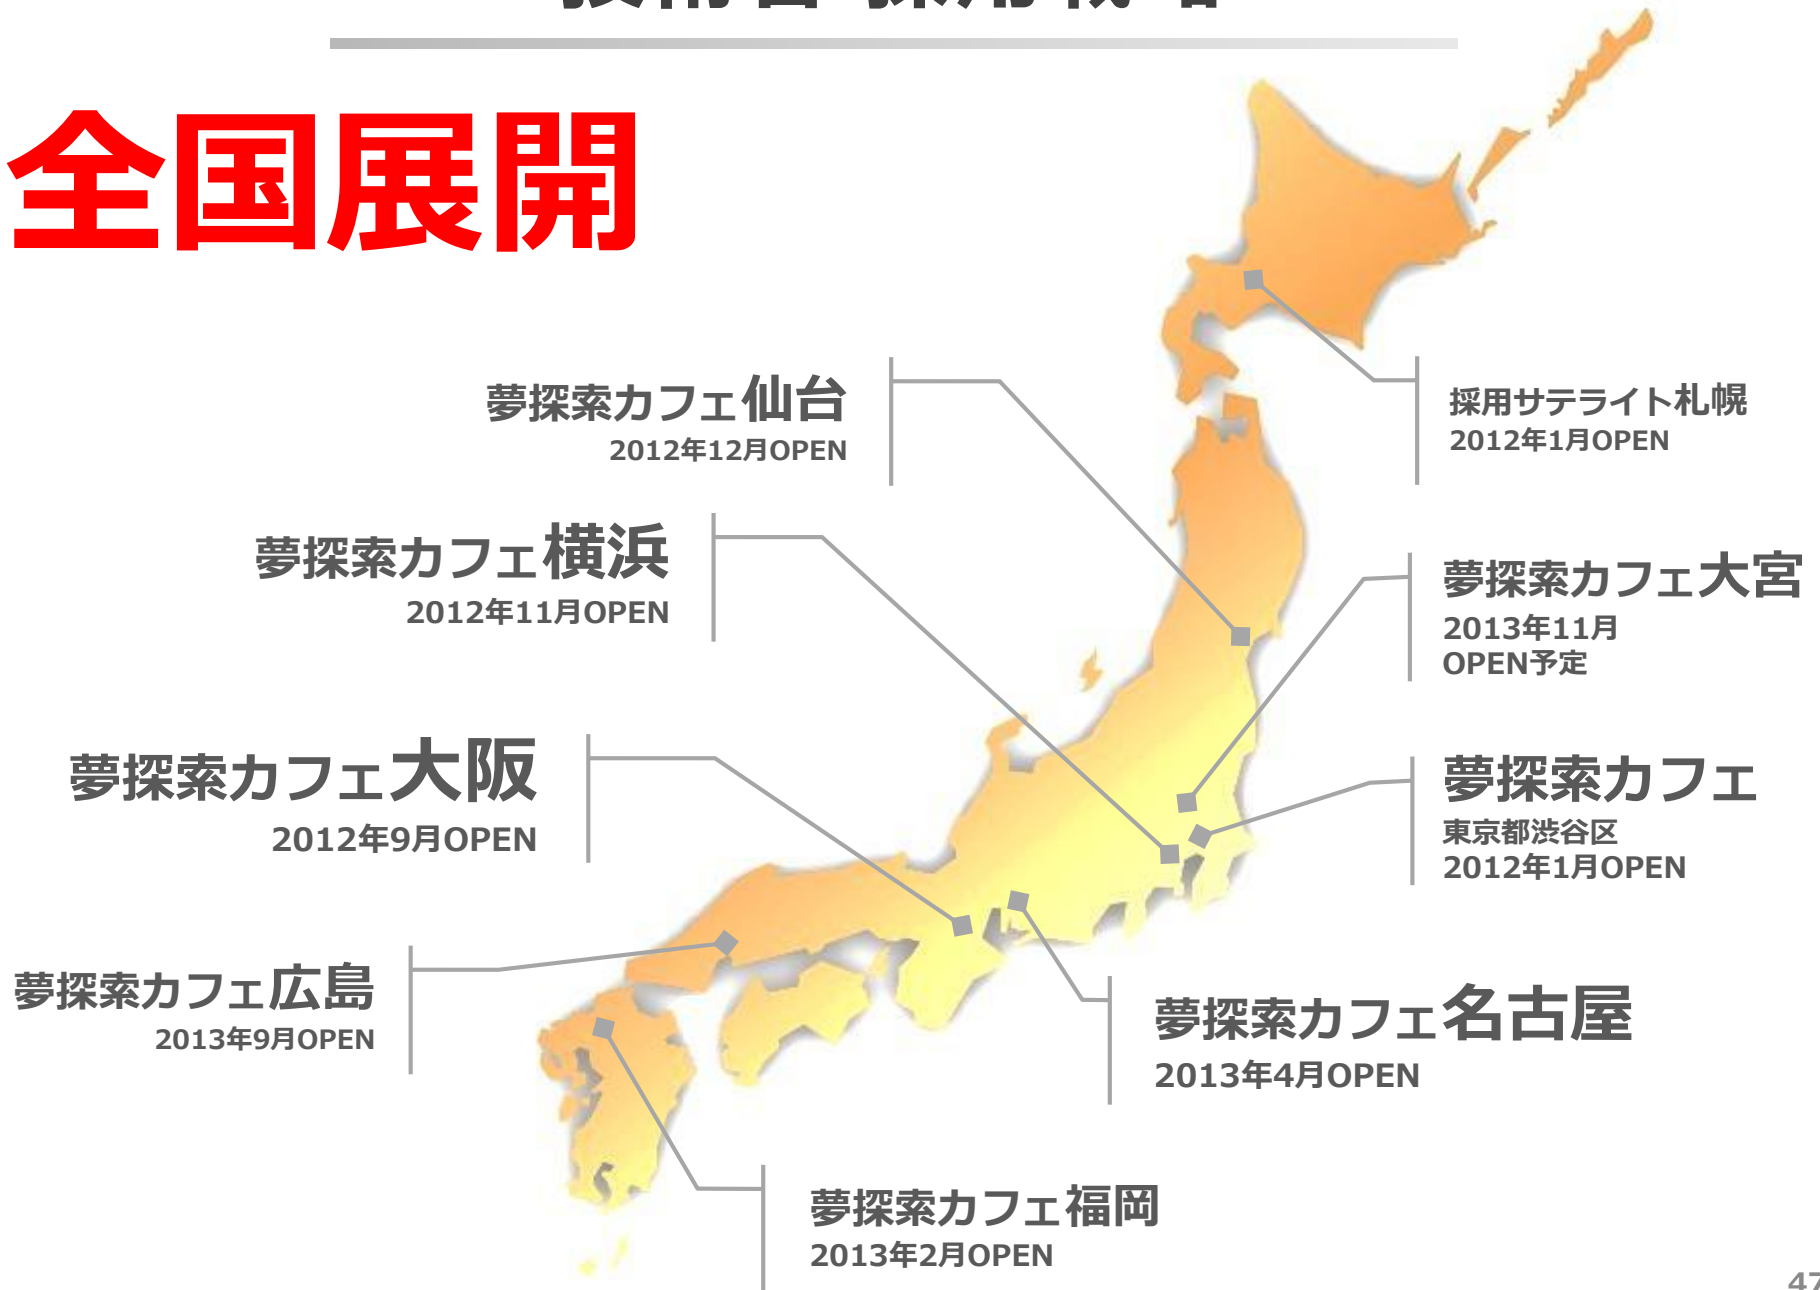 全国展開
夢探索カフェ仙台
2012年12月OPEN
採用サテライト札幌
2012年1月OPEN
夢探索カフェ横浜
2012年11月OPEN
夢探索カフェ大宮
2013年11月
OPEN予定
夢探索カフェ大阪
2012年9月OPEN
夢探索カフェ
東京都渋谷区
2012年1月OPEN
夢探索カフェ広島
2013年9月OPEN
夢探索カフェ名古屋
2013年4月OPEN
夢探索カフェ福岡
2013年2月OPEN
47